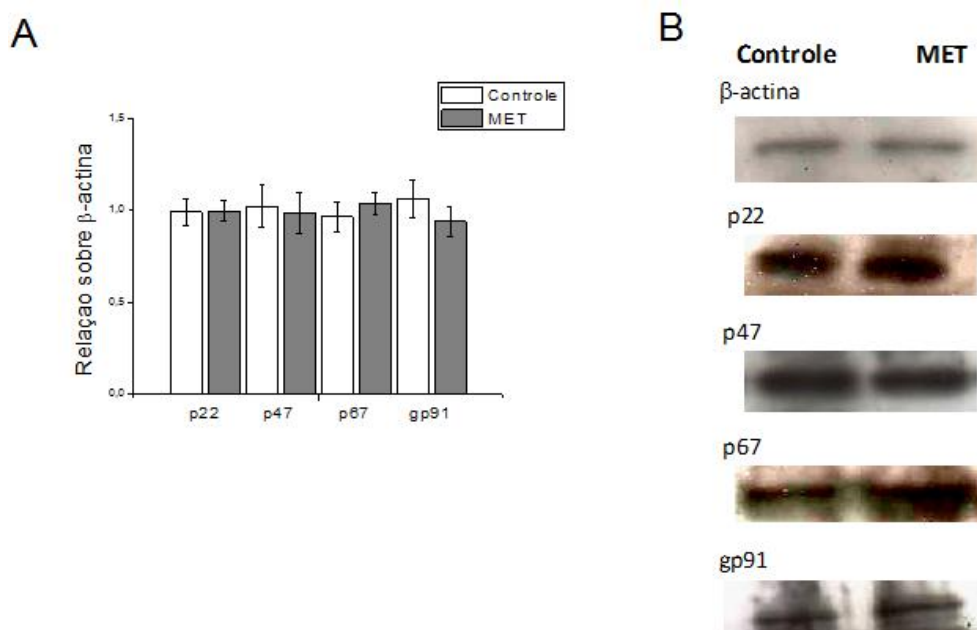 A
Controle
MET
Relaçao sobre β-actina
1,5
1,0
0,5
0,0
p22 p47 p67 gp91
B
Controle MET
β-actina
p22
p47
p67
gp91